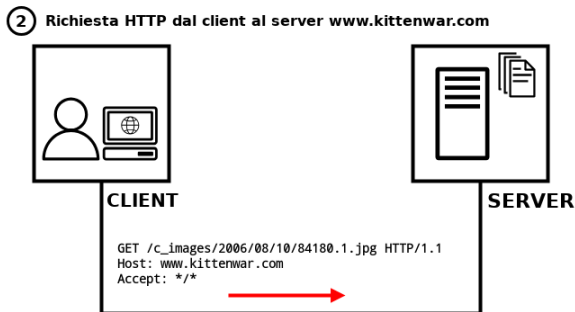 2 Richiesta HTTP dal client al server www.kittenwar.com
CLIENT
SERVER
GET /c_images/2006/08/10/84180.1.jpg HTTP/1.1
Host: www.kittenwar.com
Accept: */*